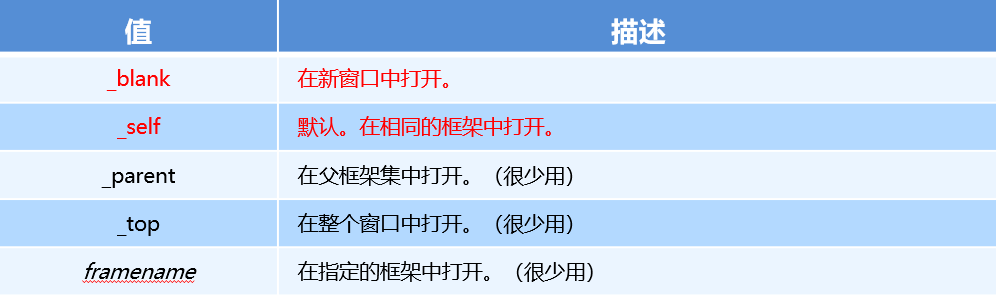 值 描述
_blank 在新窗口中打开。
_self 默认。在相同的框架中打开。
_parent 在父框架集中打开。（很少用）
_top 在整个窗口中打开。（很少用）
framename 在指定的框架中打开。（很少用）